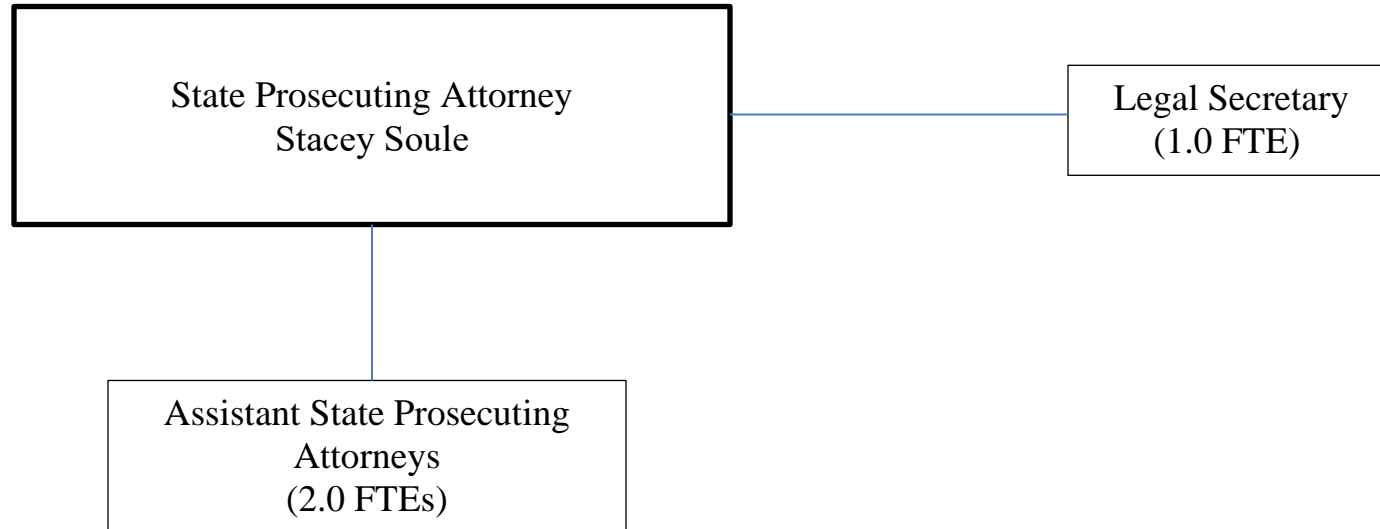 State Prosecuting Attorney
Stacey Soule
Legal Secretary
(1.0 FTE)
Assistant State Prosecuting
Attorneys
(2.0 FTEs)